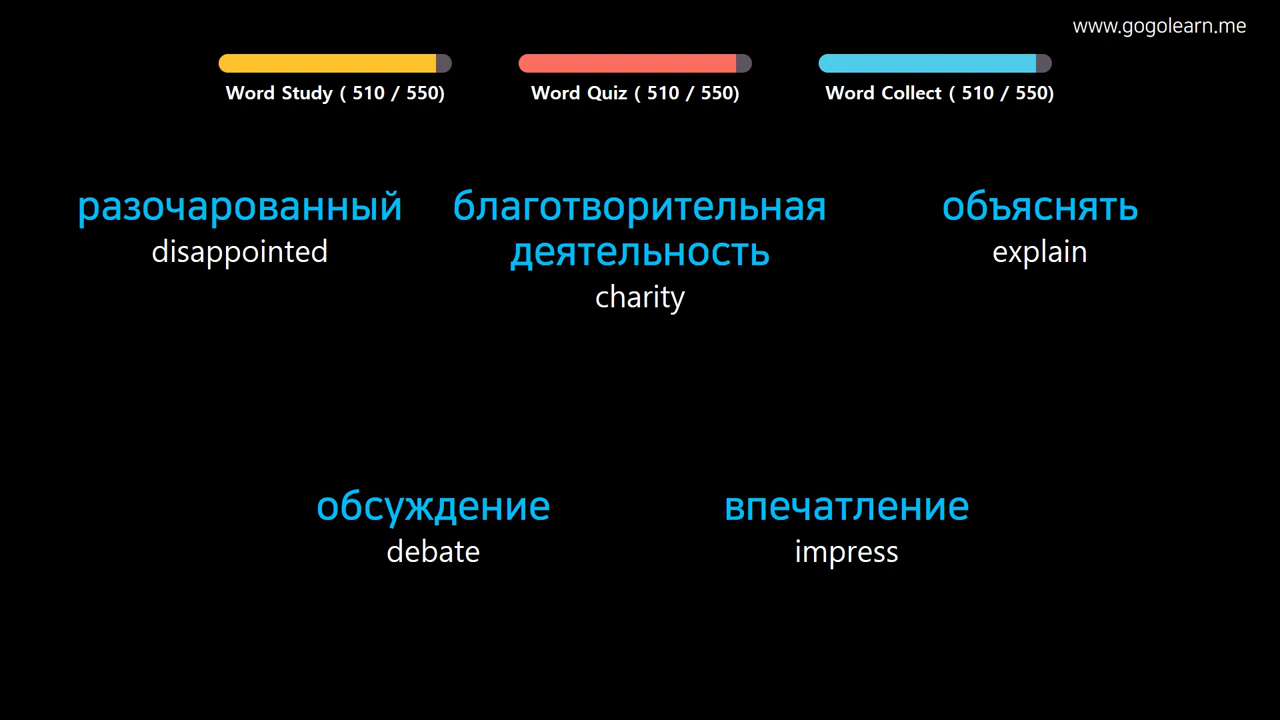 www.gogolearn.me
Word Study ( 510 / 550)
Word Quiz ( 510 / 550)
Word Collect ( 510 / 550)
разочарованный
disappointed
благотворительная
деятельность
charity
объяснять
explain
обсуждение
debate
впечатление
impress